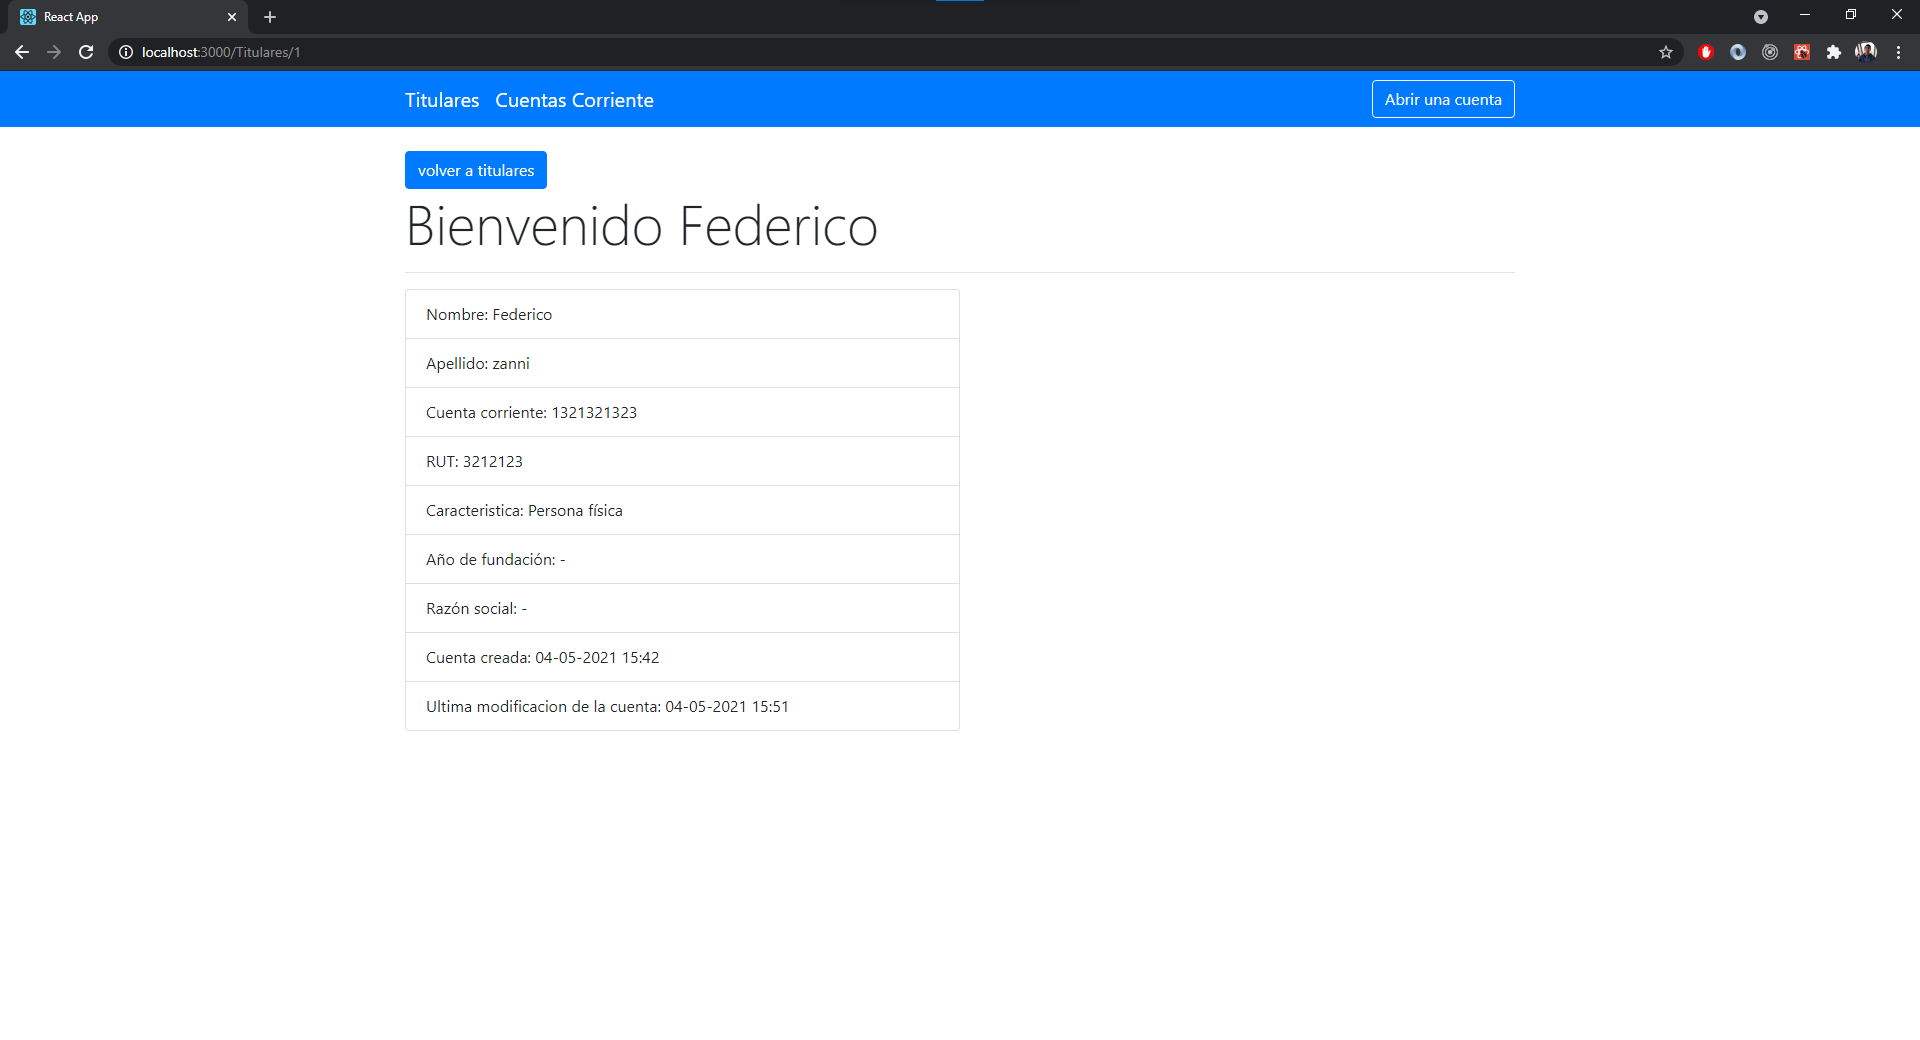 React App
localhost:3000/Titulares/1
Titulares Cuentas Corriente Abrir una cuenta
volver a titulares
Bienvenido Federico
Nombre: Federico
Apellido: zanni
Cuenta corriente: 1321321323
RUT: 3212123
Caracteristica: Persona física
Año de fundación: -
Razón social: -
Cuenta creada: 04-05-2021 15:42
Ultima modificacion de la cuenta: 04-05-2021 15:51